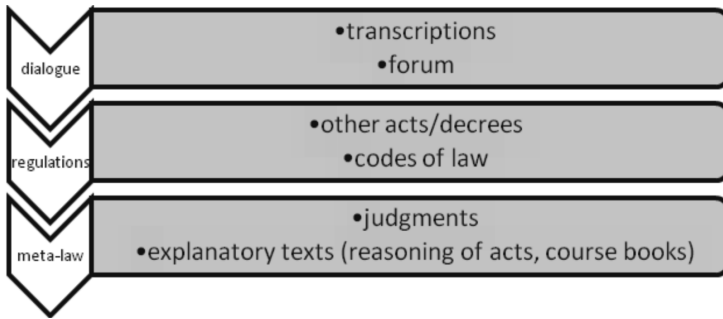 dialogue
•transcriptions
•forum
regulations
•other acts/decrees
•codes of law
meta-law
•judgments
•explanatory texts (reasoning of acts, course books)